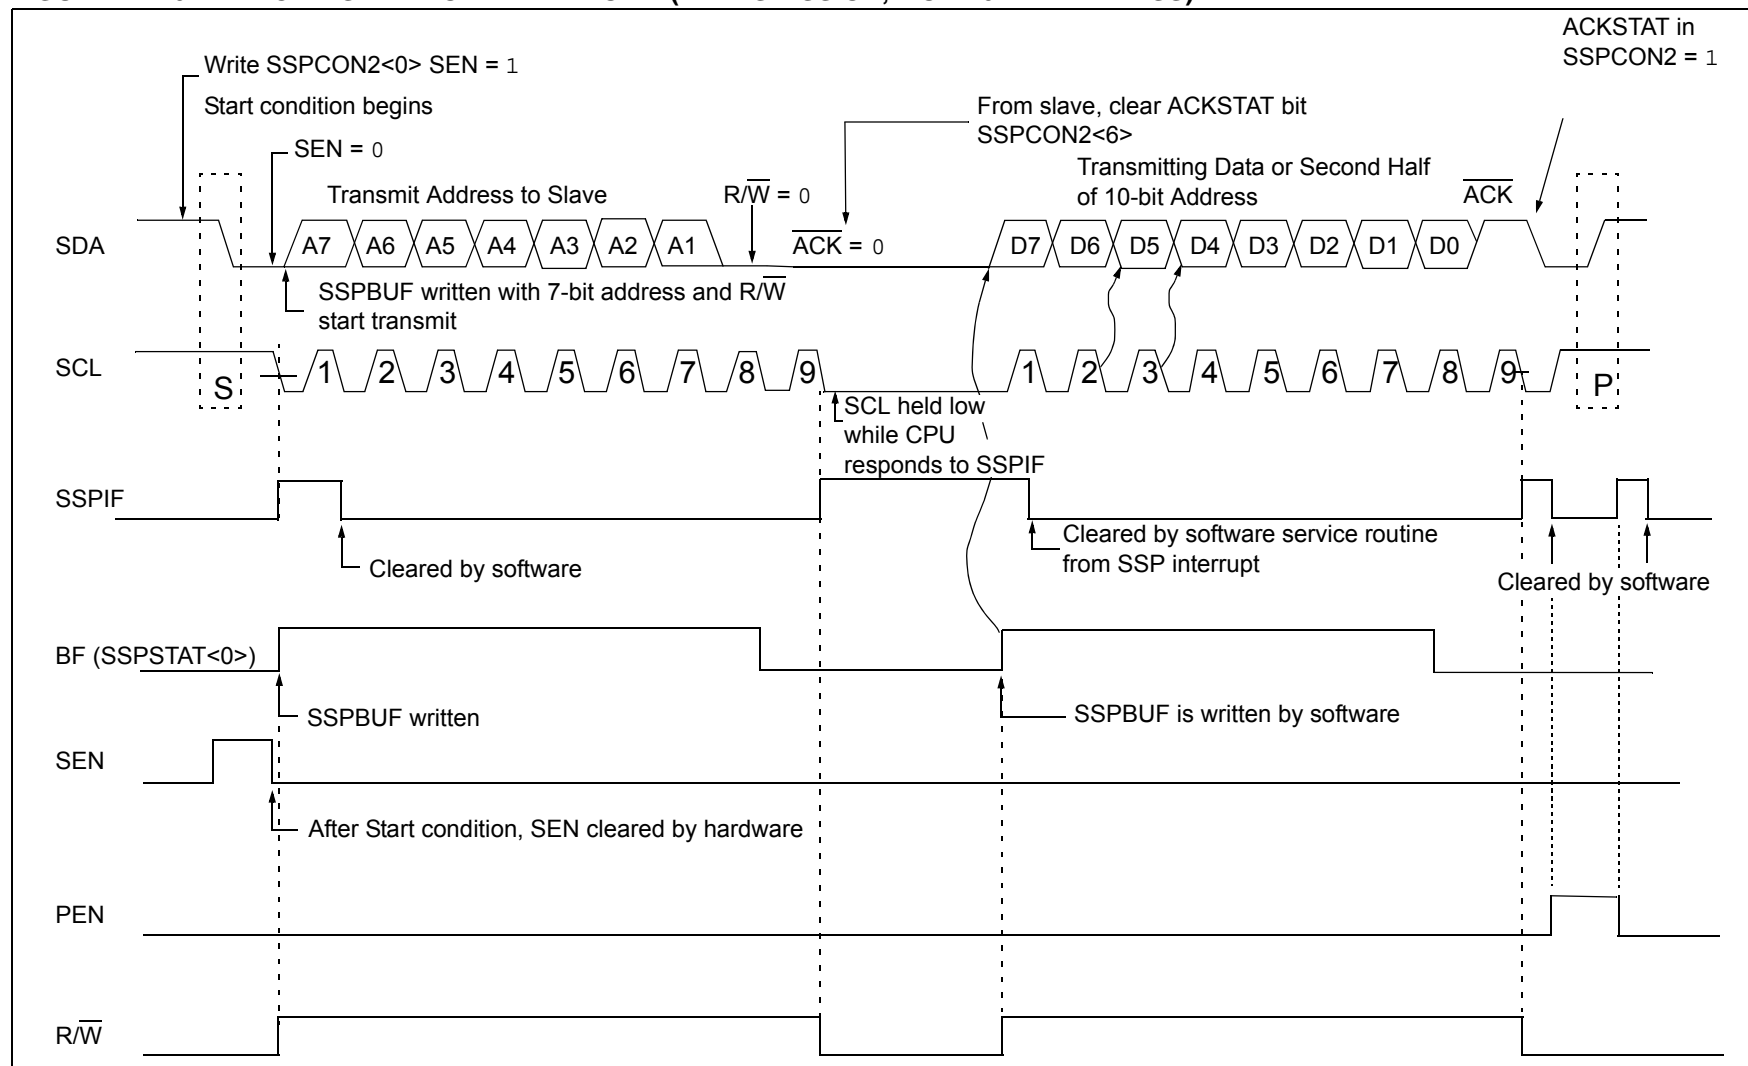 ACKSTAT in
SSPCON2 = 1
Write SSPCON2<0> SEN = 1
Start condition begins
From slave, clear ACKSTAT bit
SSPCON2<6>
SEN = 0
Transmit Address to Slave
R/W̅ = 0
Transmitting Data or Second Half
of 10-bit Address
A̅C̅K̅
SDA
A7 A6 A5 A4 A3 A2 A1
A̅C̅K̅ = 0
D7 D6 D5 D4 D3 D2 D1 D0
SSPBUF written with 7-bit address and R/W̅
start transmit
SCL
S
1 2 3 4 5 6 7 8 9
1 2 3 4 5 6 7 8 9
P
SCL held low
while CPU
responds to SSPIF
SSPIF
Cleared by software
Cleared by software service routine
from SSP interrupt
Cleared by software
BF (SSPSTAT<0>)
SSPBUF written
SSPBUF is written by software
SEN
After Start condition, SEN cleared by hardware
PEN
R/W̅